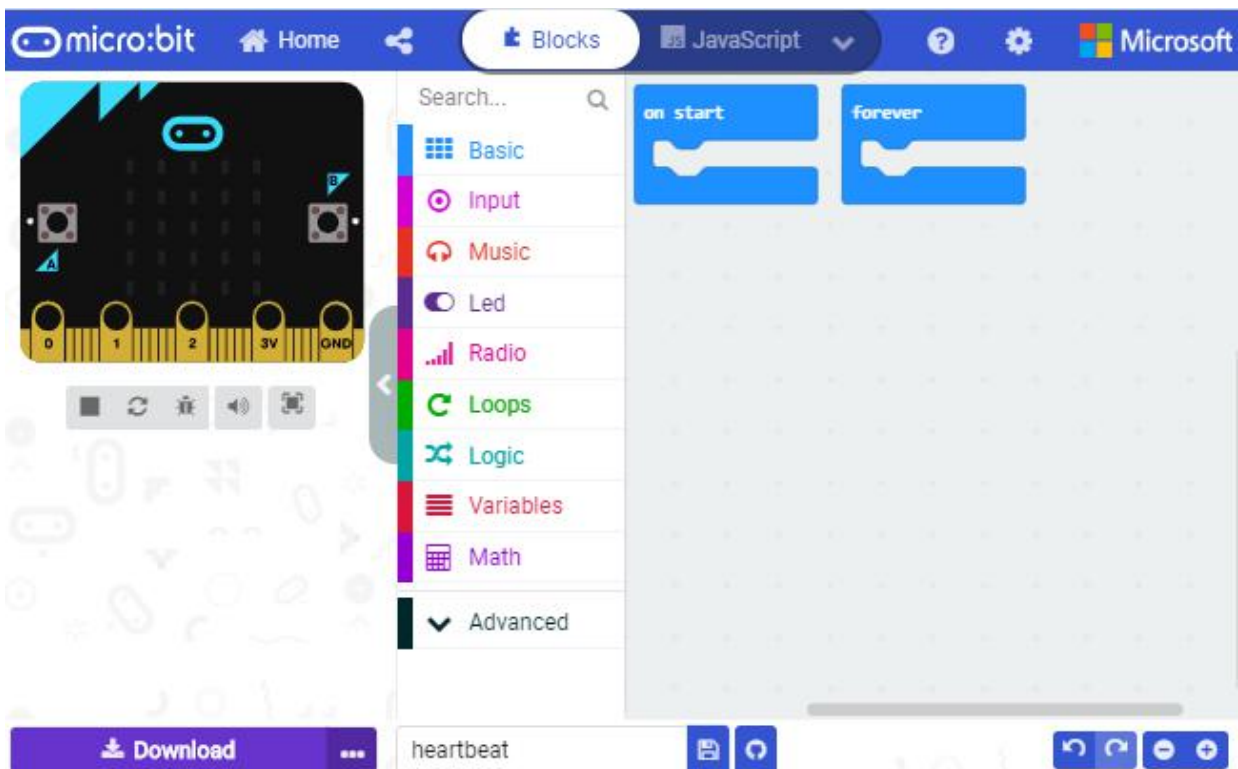 micro:bit Home Blocks JS JavaScript ? Microsoft
Search...
on start
forever
Basic
B
Input
A
Music
Led
0 1 2 3V GND
Radio
Loops
Logic
Variables
Math
Advanced
Download
heartbeat